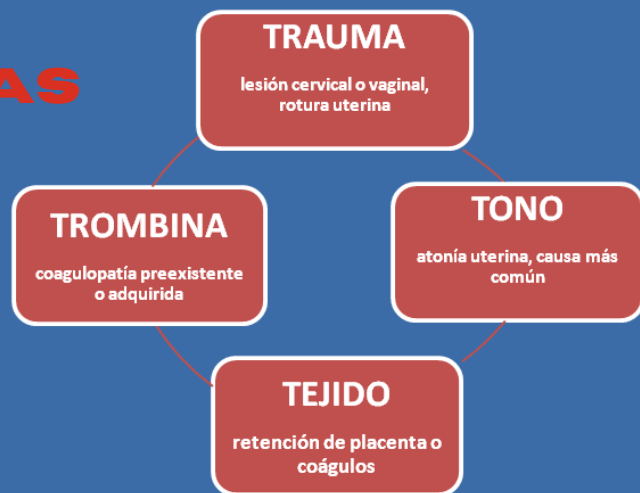 TRAUMA
lesión cervical o vaginal,
rotura uterina
TONO
atonía uterina, causa más
común
TEJIDO
retención de placenta o
coágulos
TROMBINA
coagulopatía preexistente
o adquirida